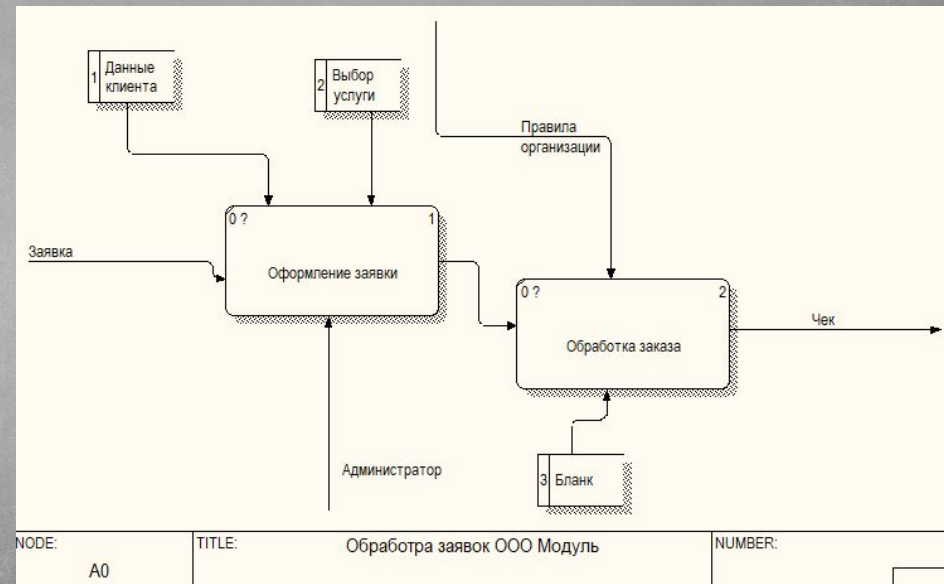 1
Данные
клиента
2
Выбор
услуги
Правила
организации
Заявка
0 ?
1
Оформление заявки
0 ?
2
Обработка заказа
Чек
Администратор
3
Бланк
NODE:
TITLE:
Обработра заявок ООО Модуль
NUMBER:
A0